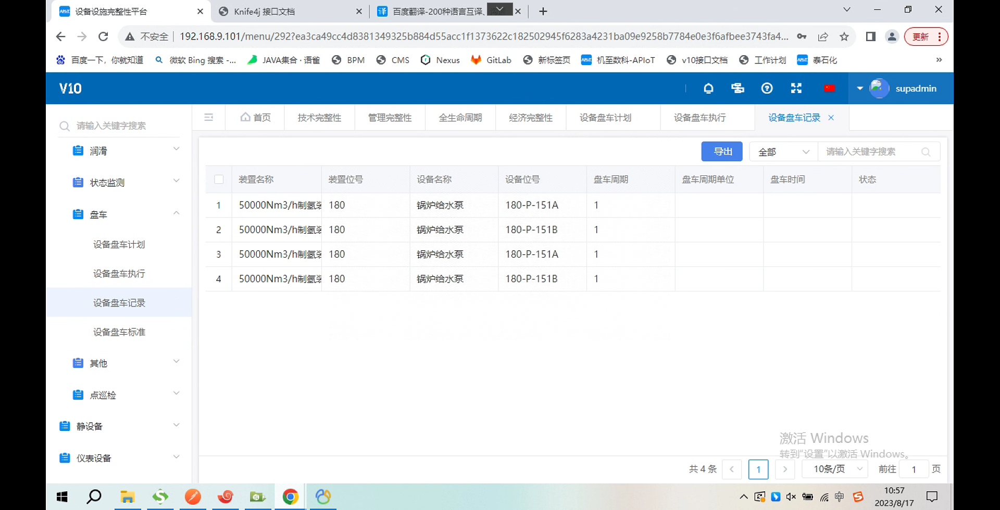 设备设施完整性平台
Knife4j 接口文档
百度翻译-200种语言互译、
不安全
192.168.9.101/menu/292?ea3ca49cc4d8381349325b884d55acc1f1373622c182502945f6283a4231ba09e9258b7784e0e3f6afbee3743fa4...
更新
百度一下，你就知道
微软 Bing 搜索 -...
JAVA集合 · 语雀
BPM
CMS
Nexus
GitLab
新标签页
机至数科-APIoT
v10接口文档
工作计划
泰石化
V10
supadmin
请输入关键字搜索
首页
技术完整性
管理完整性
全生命周期
经济完整性
设备盘车计划
设备盘车执行
设备盘车记录
润滑
状态监测
盘车
设备盘车计划
设备盘车执行
设备盘车记录
设备盘车标准
其他
点巡检
静设备
仪表设备
导出
全部
请输入关键字搜索
装置名称 装置位号 设备名称 设备位号 盘车周期 盘车周期单位 盘车时间 状态
1 50000Nm3/h制氢装 180 锅炉给水泵 180-P-151A 1
2 50000Nm3/h制氢装 180 锅炉给水泵 180-P-151B 1
3 50000Nm3/h制氢装 180 锅炉给水泵 180-P-151A 1
4 50000Nm3/h制氢装 180 锅炉给水泵 180-P-151B 1
激活 Windows
转到"设置"以激活 Windows。
共 4 条 1 10条/页 前往 1 页
中
10:57
2023/8/17